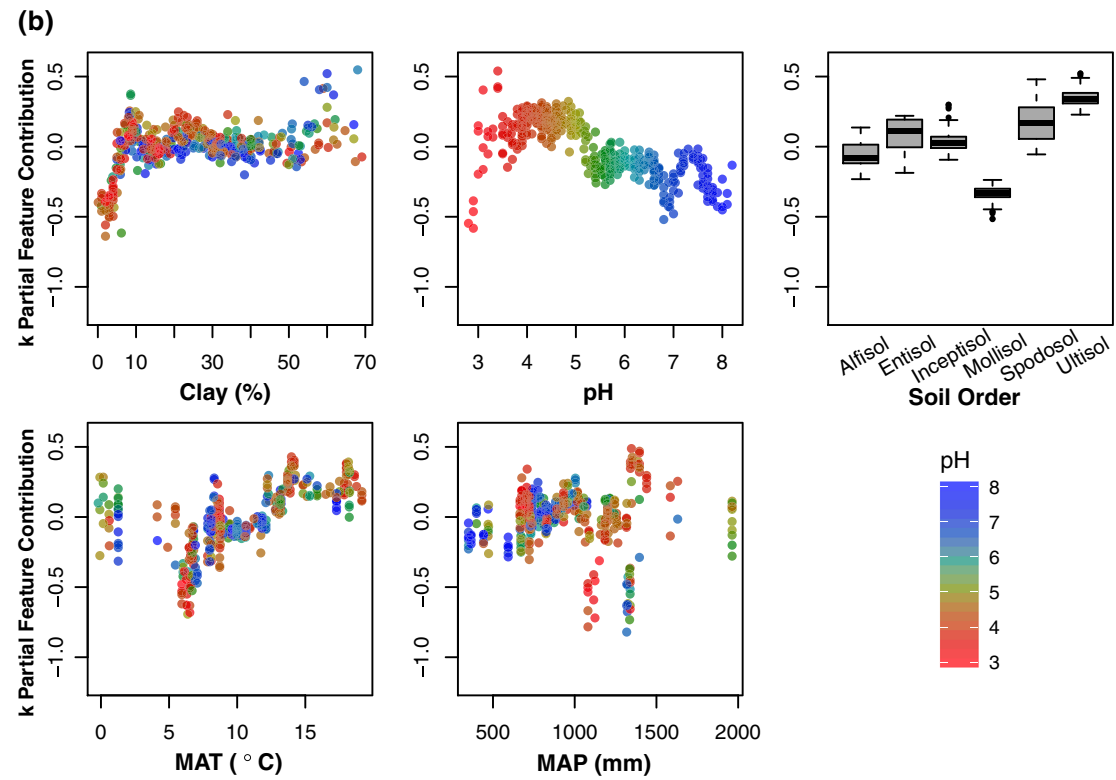 (b)
k Partial Feature Contribution
0.5
0.0
−0.5
−1.0
0 10 30 50 60 70
Clay (%)
0.5
0.0
−0.5
−1.0
3 4 5 6 7 8
pH
0.5
0.0
−0.5
−1.0
Alfisol
Entisol
Inceptisol
Mollisol
Spodosol
Ultisol
Soil Order
k Partial Feature Contribution
0.5
0.0
−0.5
−1.0
0 5 10 15
MAT ( ° C)
0.5
0.0
−0.5
−1.0
500 1000 1500 2000
MAP (mm)
pH
8
7
6
5
4
3